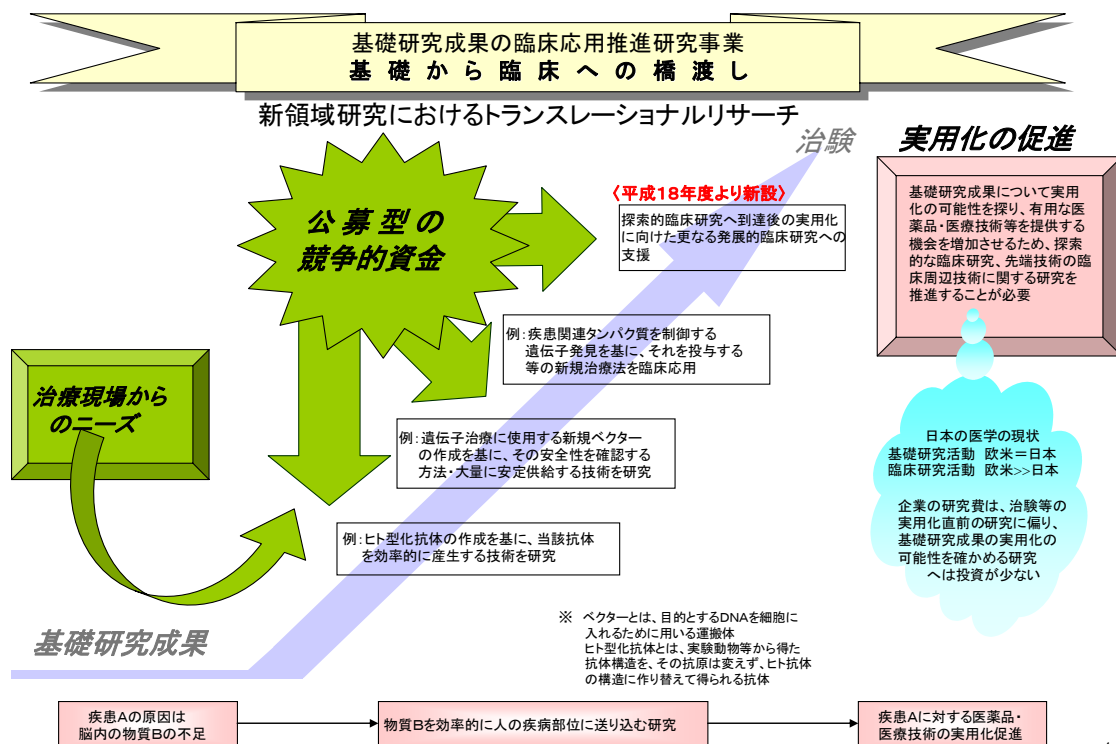 基礎研究成果の臨床応用推進研究事業
基礎から臨床への橋渡し
新領域研究におけるトランスレーショナルリサーチ
治験
実用化の促進
公募型の
競争的資金
〈平成18年度より新設〉
探索的臨床研究へ到達後の実用化
に向けた更なる発展的臨床研究への
支援
基礎研究成果について実用
化の可能性を探り、有用な医
薬品・医療技術等を提供する
機会を増加させるため、探索
的な臨床研究、先端技術の臨
床周辺技術に関する研究を
推進することが必要
例:疾患関連タンパク質を制御する
遺伝子発見を基に、それを投与する
等の新規治療法を臨床応用
治療現場から
のニーズ
例:遺伝子治療に使用する新規ベクター
の作成を基に、その安全性を確認する
方法・大量に安定供給する技術を研究
日本の医学の現状
基礎研究活動 欧米=日本
臨床研究活動 欧米>>日本
企業の研究費は、治験等の
実用化直前の研究に偏り、
基礎研究成果の実用化の
可能性を確かめる研究
へは投資が少ない
例:ヒト型化抗体の作成を基に、当該抗体
を効率的に産生する技術を研究
基礎研究成果
※ ベクターとは、目的とするDNAを細胞に
入れるために用いる運搬体
ヒト型化抗体とは、実験動物等から得た
抗体構造を、その抗原は変えず、ヒト抗体
の構造に作り替えて得られる抗体
疾患Aの原因は
脳内の物質Bの不足
物質Bを効率的に人の疾病部位に送り込む研究
疾患Aに対する医薬品・
医療技術の実用化促進